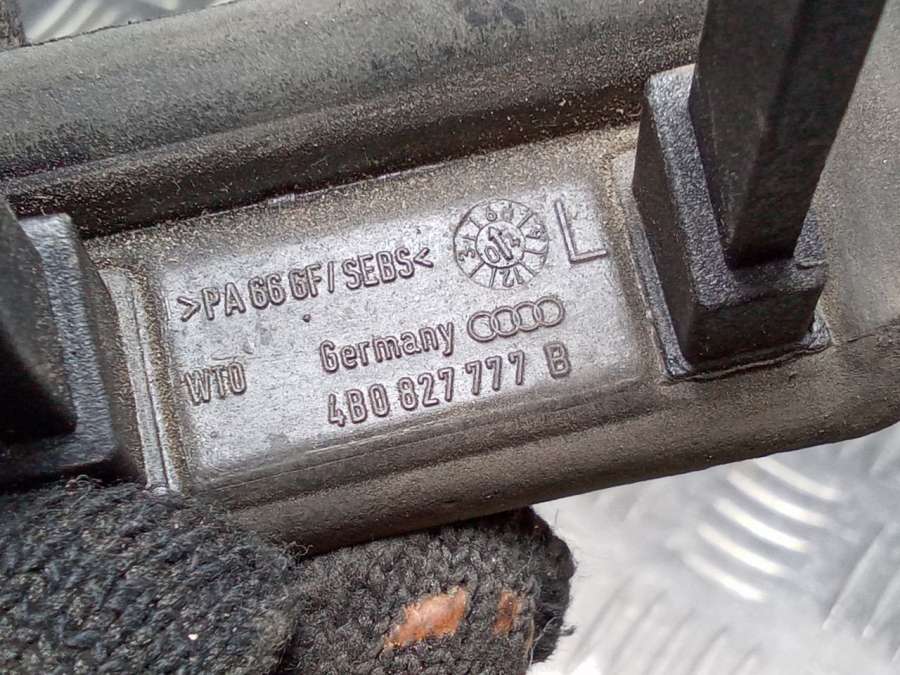 >PA 66 GF/SEBS< L
Germany
WTO
4B0 827 777 B